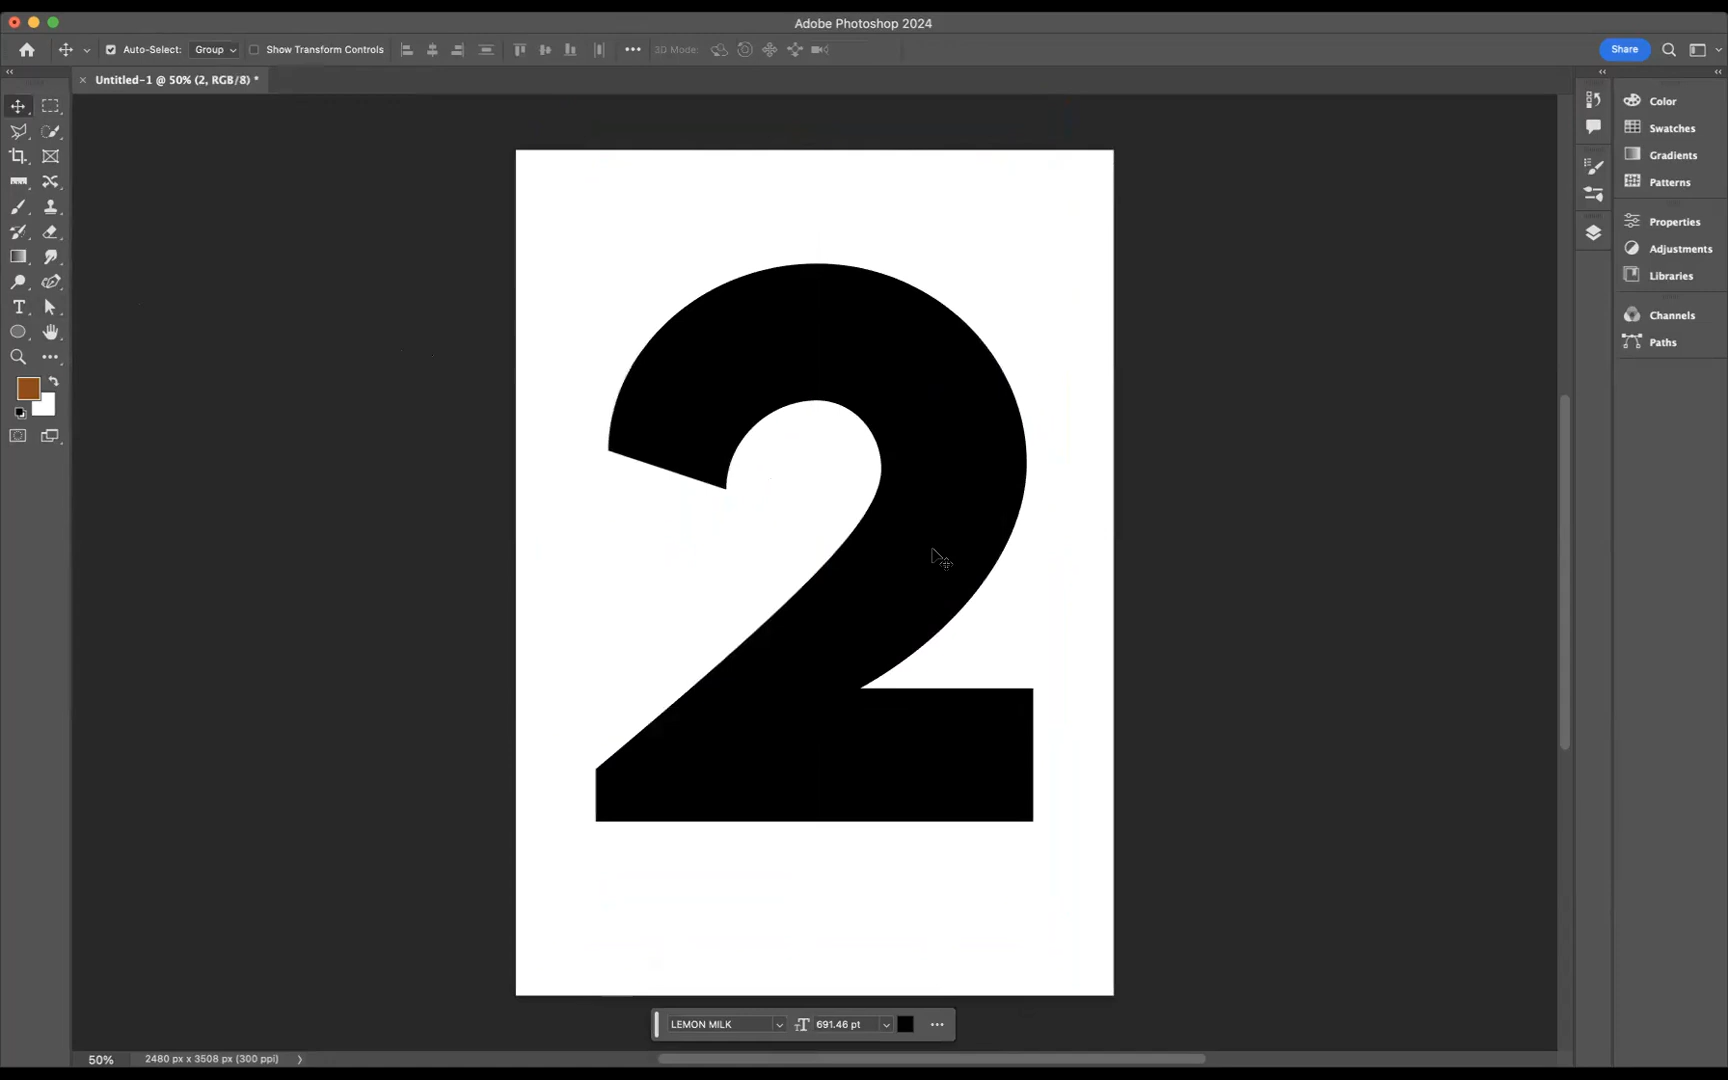 Adobe Photoshop 2024
Auto-Select: Group Show Transform Controls 3D Mode: Share
× Untitled-1 @ 50% (2, RGB/8) *
Color
Swatches
Gradients
Patterns
Properties
Adjustments
Libraries
Channels
Paths
T
2
LEMON MILK TT 691.46 pt
50% 2480 px x 3508 px (300 ppi)